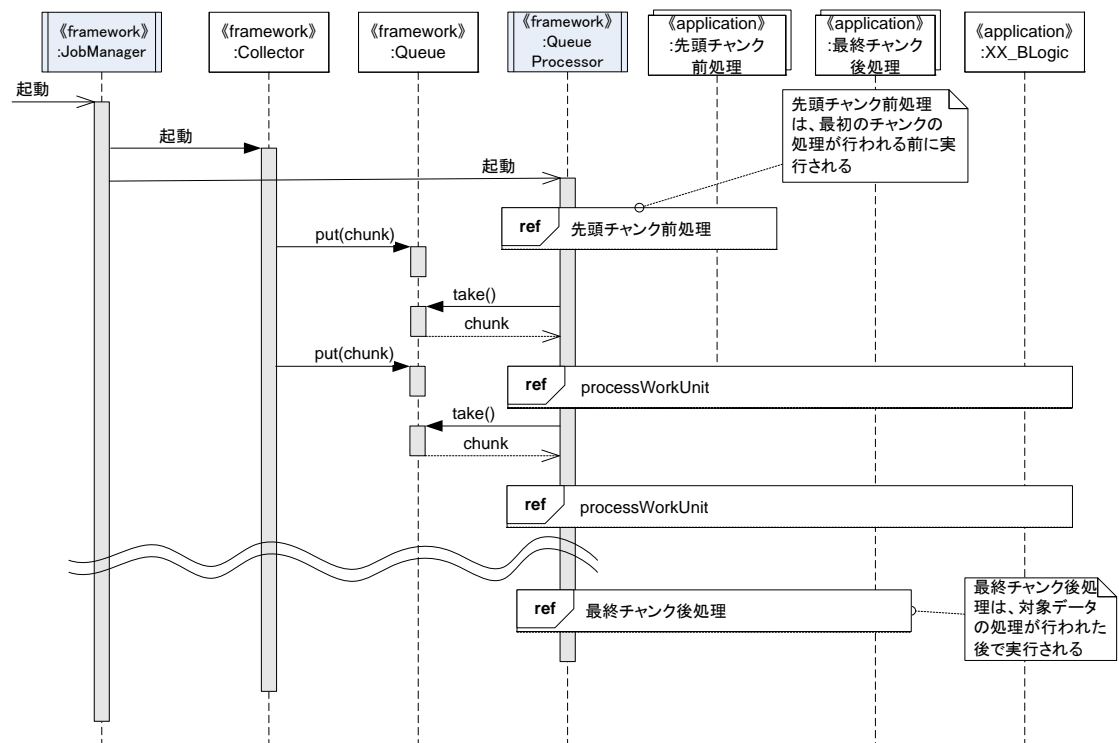 《framework》
:JobManager
《framework》
:Collector
《framework》
:Queue
《framework》
:Queue
Processor
《application》
:先頭チャンク
前処理
《application》
:最終チャンク
後処理
《application》
:XX_BLogic
起動
起動
起動
先頭チャンク前処理
は、最初のチャンクの
処理が行われる前に実
行される
ref
先頭チャンク前処理
put(chunk)
take()
chunk
put(chunk)
ref
processWorkUnit
take()
chunk
ref
processWorkUnit
ref
最終チャンク後処理
最終チャンク後処
理は、対象データ
の処理が行われた
後で実行される